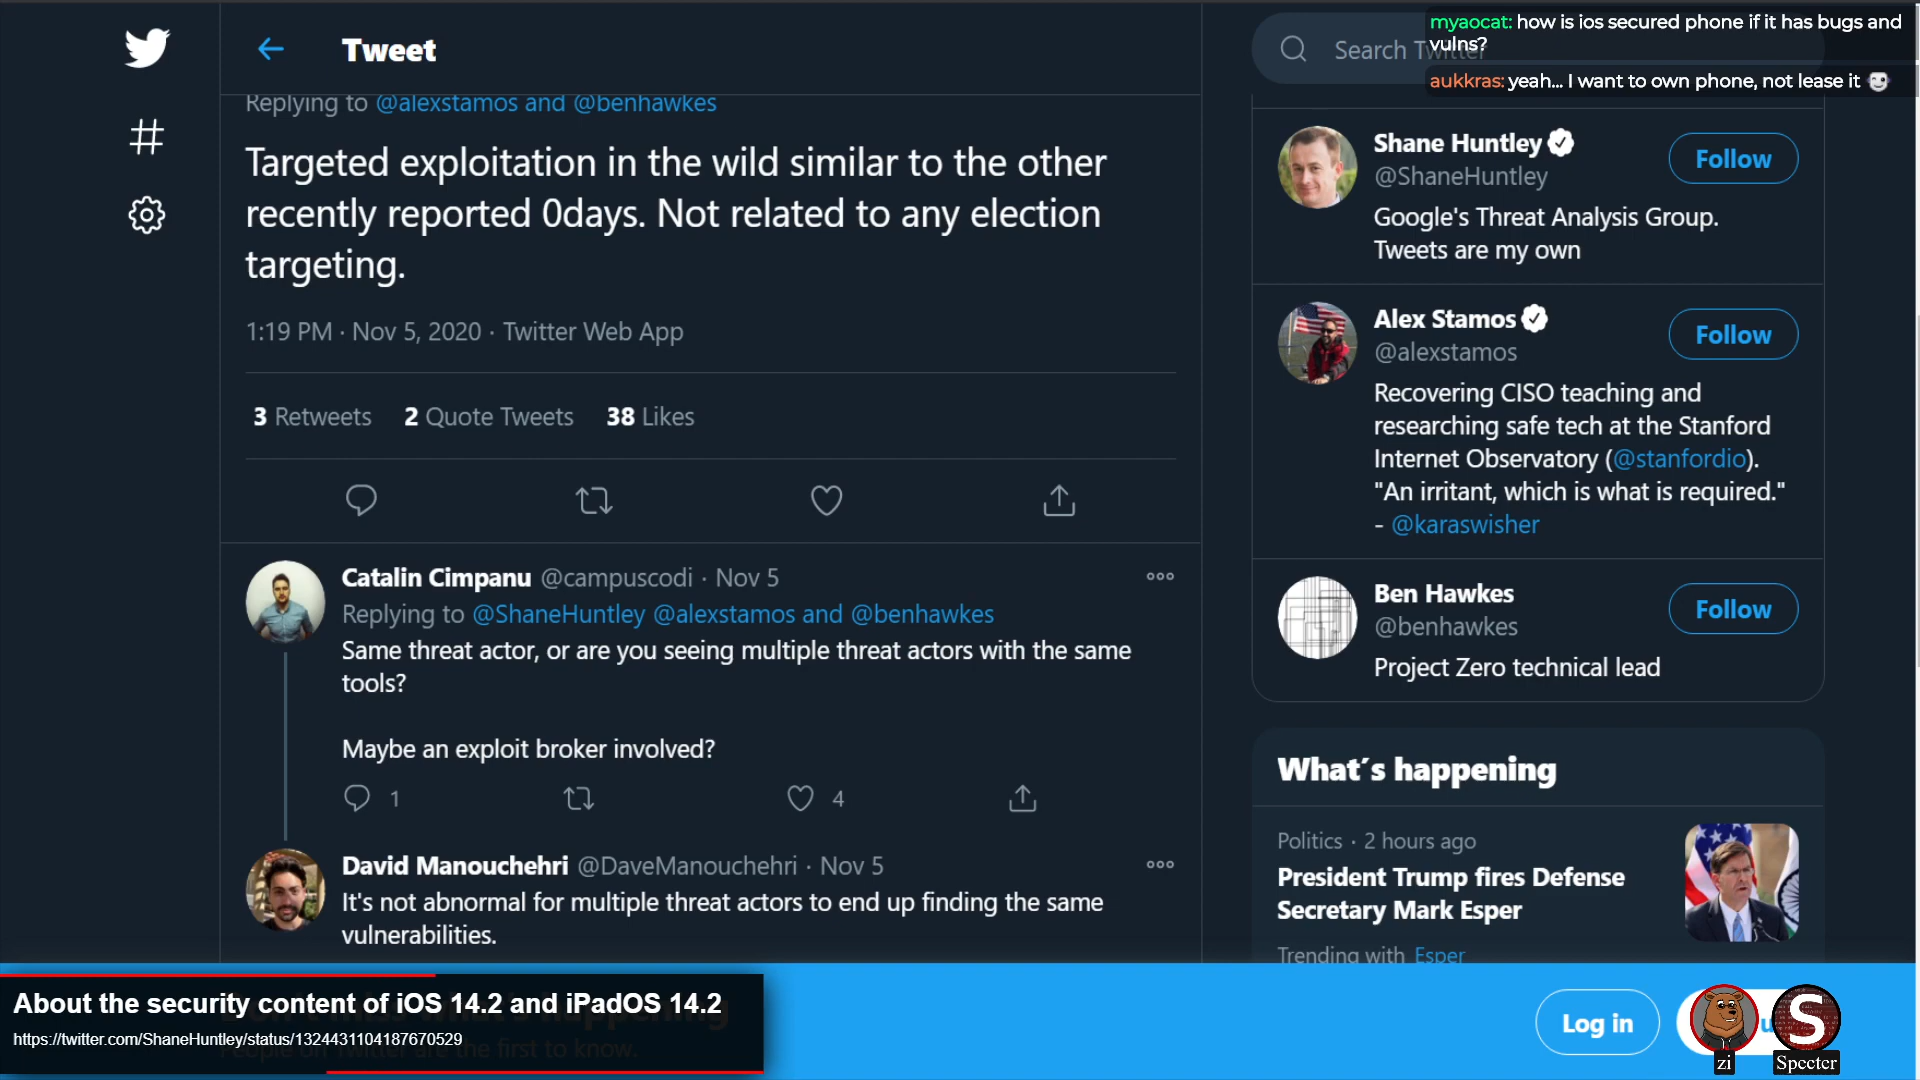 Tweet
Search Twitter
myaocat: how is ios secured phone if it has bugs and
vulns?
aukkras: yeah... I want to own phone, not lease it
Replying to @alexstamos and @benhawkes
Targeted exploitation in the wild similar to the other
recently reported 0days. Not related to any election
targeting.
1:19 PM · Nov 5, 2020 · Twitter Web App
3 Retweets 2 Quote Tweets 38 Likes
Catalin Cimpanu @campuscodi · Nov 5
Replying to @ShaneHuntley @alexstamos and @benhawkes
Same threat actor, or are you seeing multiple threat actors with the same
tools?
Maybe an exploit broker involved?
1 4
David Manouchehri @DaveManouchehri · Nov 5
It's not abnormal for multiple threat actors to end up finding the same
vulnerabilities.
Shane Huntley
Follow
@ShaneHuntley
Google's Threat Analysis Group.
Tweets are my own
Alex Stamos
Follow
@alexstamos
Recovering CISO teaching and
researching safe tech at the Stanford
Internet Observatory (@stanfordio).
"An irritant, which is what is required."
- @karaswisher
Ben Hawkes
Follow
@benhawkes
Project Zero technical lead
What's happening
Politics · 2 hours ago
President Trump fires Defense
Secretary Mark Esper
Trending with Esper
About the security content of iOS 14.2 and iPadOS 14.2
https://twitter.com/ShaneHuntley/status/1324431104187670529
People on Twitter are the first to know.
Log in
S
zi
Specter